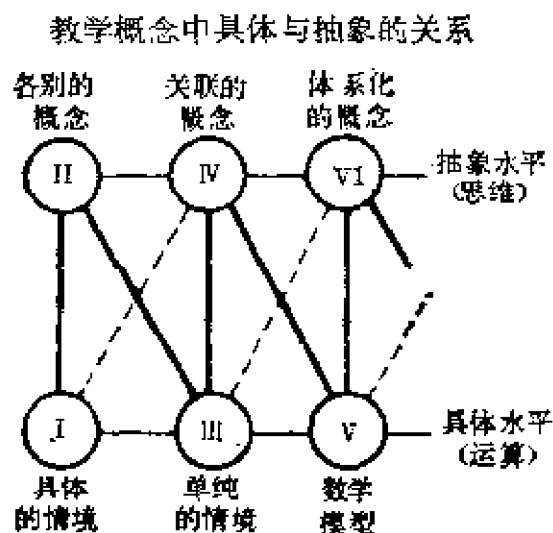 教学概念中具体与抽象的关系
各别的 关联的 体系化
概念 概念 的概念
II IV VI 抽象水平
(思维)
I III V 具体水平
(运算)
具体 单纯 数学
的情境 的情境 模型